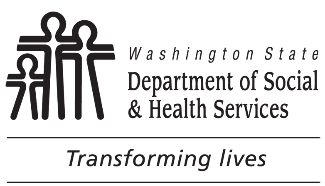 Washington State
Department of Social
& Health Services
Transforming lives